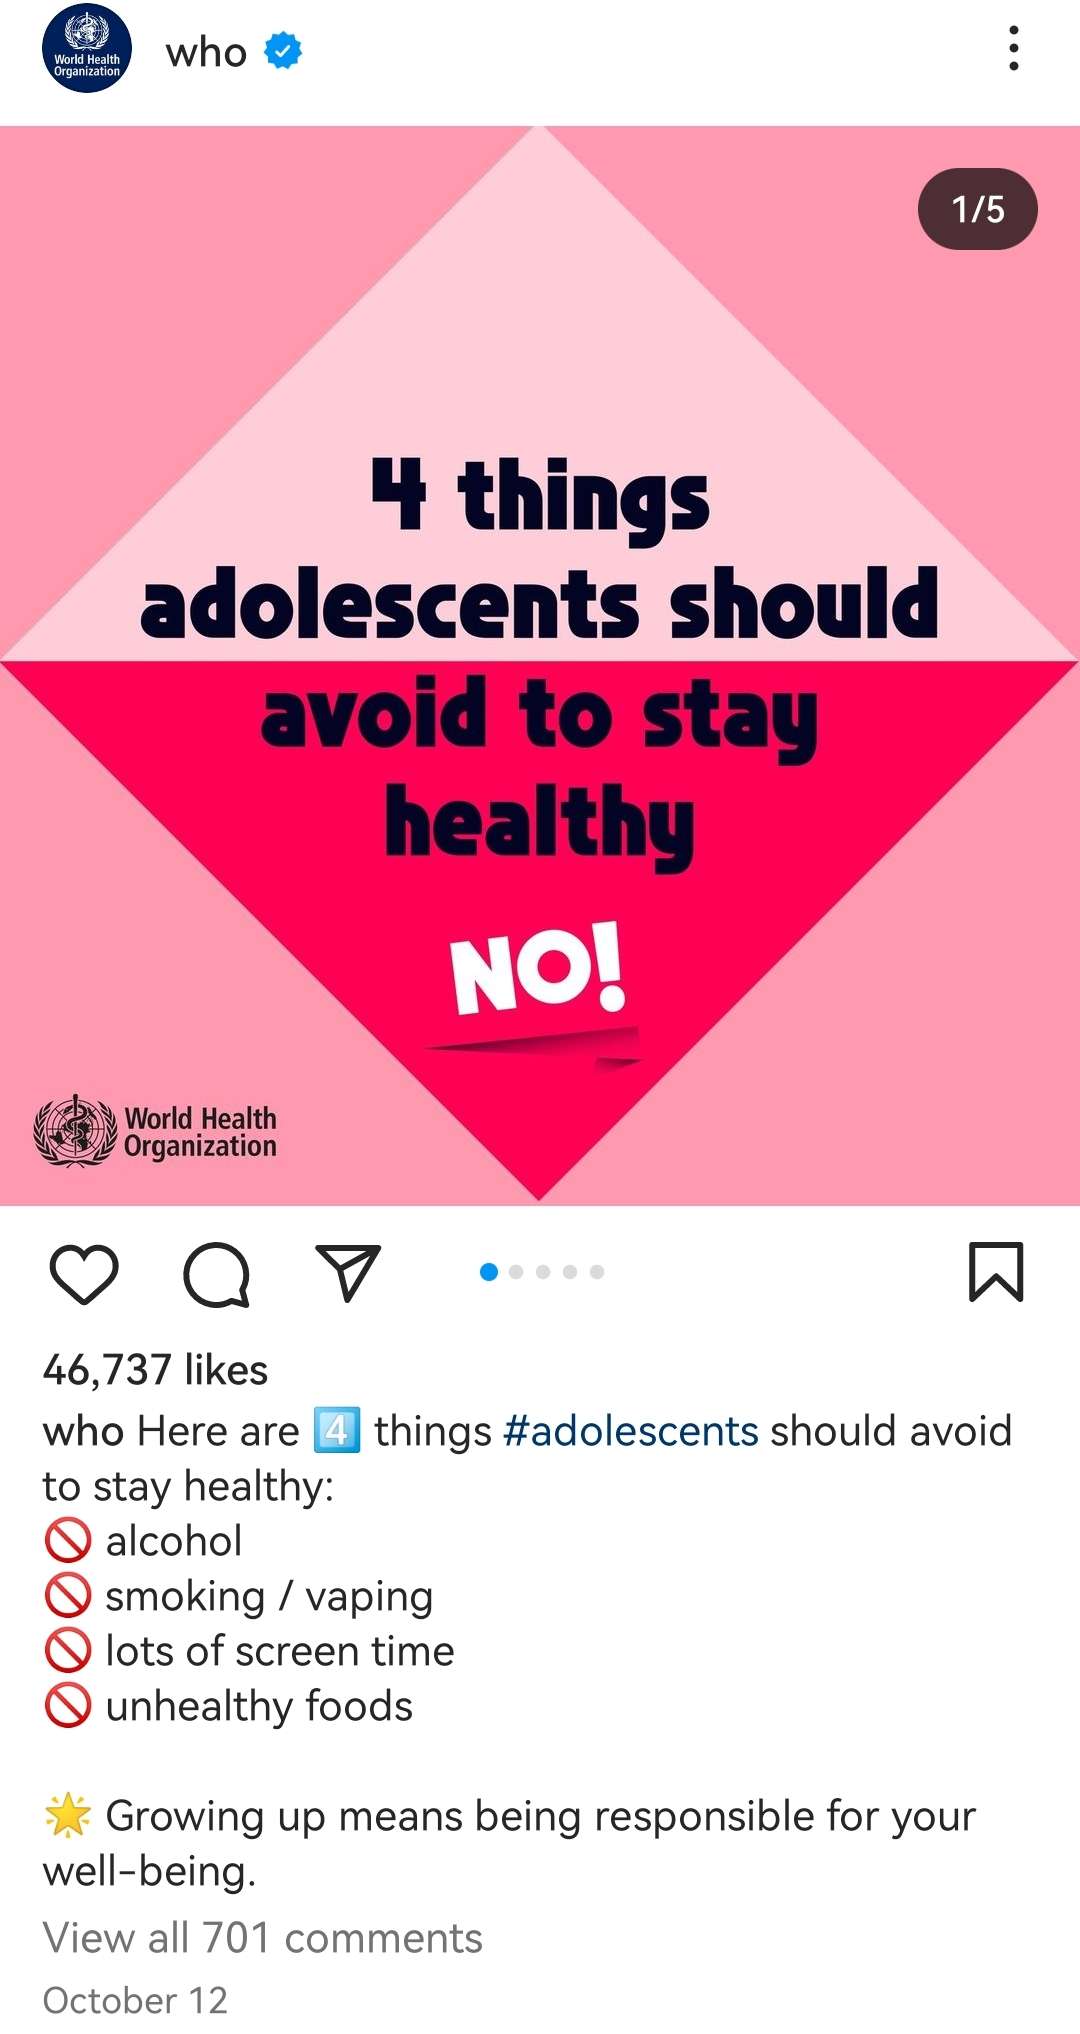 World Health
Organization
who
1/5
4 things
adolescents should
avoid to stay
healthy
NO!
World Health
Organization
46,737 likes
who Here are 4️⃣ things #adolescents should avoid
to stay healthy:
🚫 alcohol
🚫 smoking / vaping
🚫 lots of screen time
🚫 unhealthy foods
🌟 Growing up means being responsible for your
well-being.
View all 701 comments
October 12